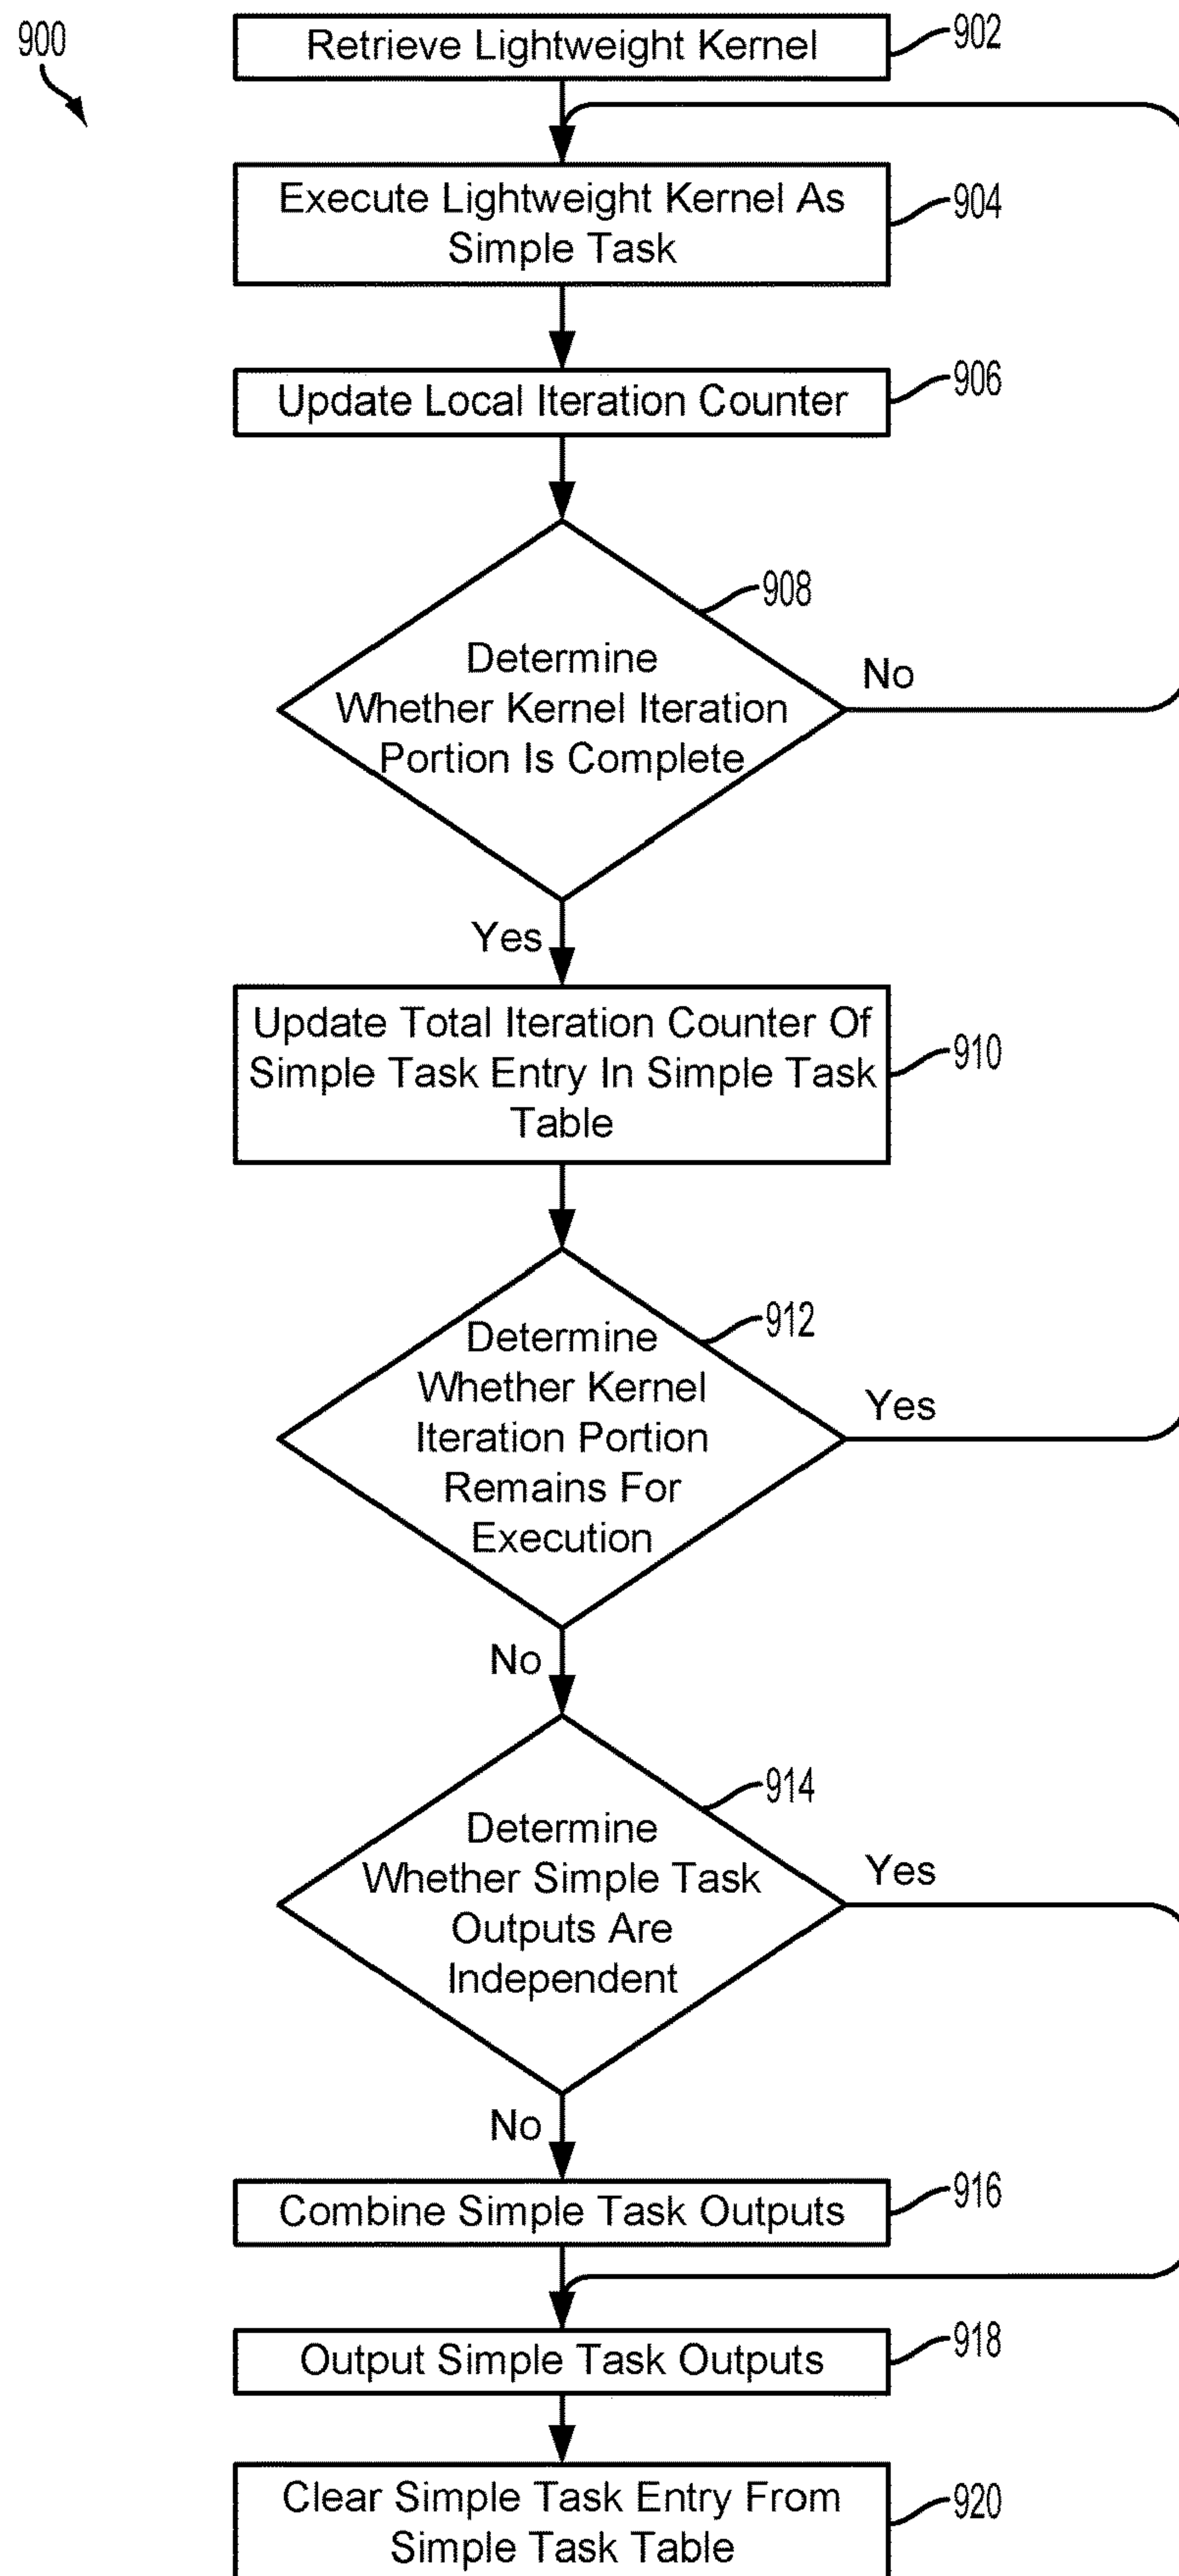 900
Retrieve Lightweight Kernel
902
Execute Lightweight Kernel As
Simple Task
904
Update Local Iteration Counter
906
908
Determine
Whether Kernel Iteration
Portion Is Complete
No
Yes
Update Total Iteration Counter Of
Simple Task Entry In Simple Task
Table
910
912
Determine
Whether Kernel
Iteration Portion
Remains For
Execution
Yes
No
914
Determine
Whether Simple Task
Outputs Are
Independent
Yes
No
Combine Simple Task Outputs
916
Output Simple Task Outputs
918
Clear Simple Task Entry From
Simple Task Table
920